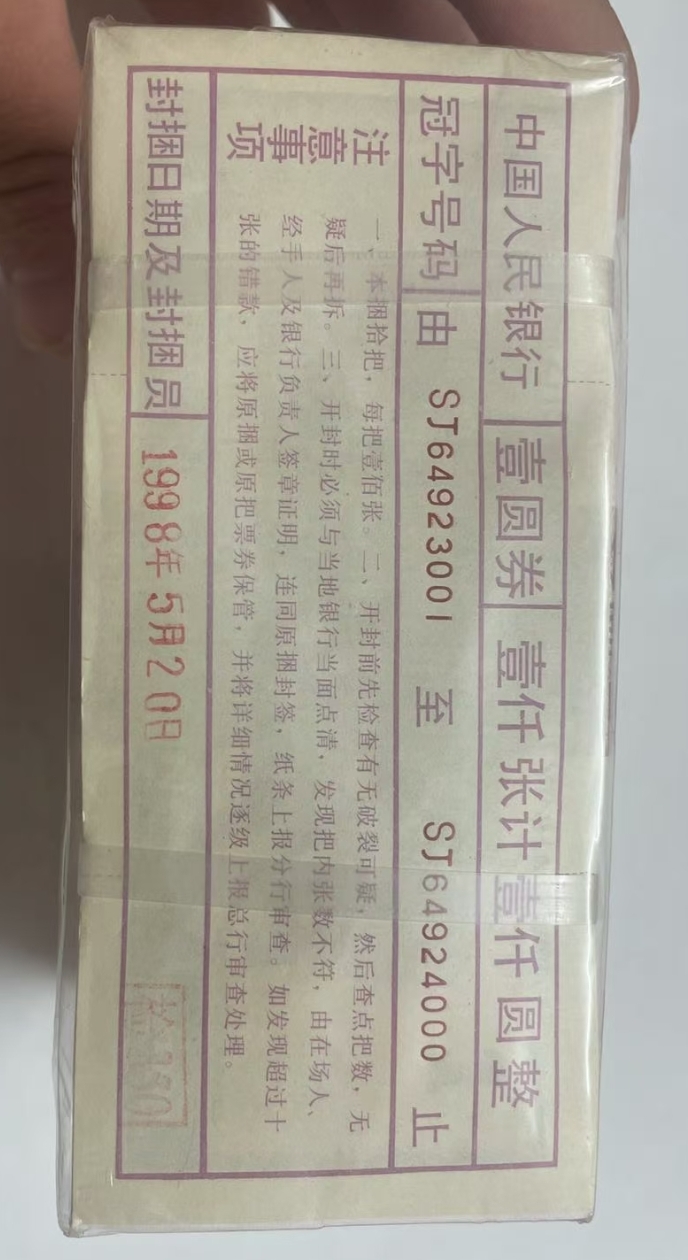 中国人民银行 壹圆券 壹仟张计壹仟圆整
冠字号码 由 SJ64923001 至 SJ64924000 止
注意事项
一、本捆拾把，每把壹佰张。二、开封前先检查有无破裂可疑，然后查点把数，无
疑后再拆。三、开封时必须与当地银行当面点清，发现把内张数不符，由在场人、
经手人及银行负责人签章证明，连同原捆封签，纸条上报分行审查。如发现超过十
张的错款，应将原捆或原把票券保管，并将详细情况逐级上报总行审查处理。
封捆日期及封捆员 1998年5月20日